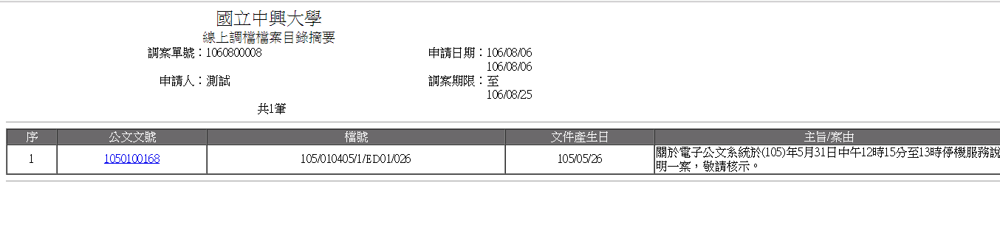 國立中興大學
線上調檔檔案目錄摘要
調案單號：1060800008 申請日期：106/08/06
申請人：測試 調案期限：106/08/06
至
106/08/25
共1筆
序 公文文號 檔號 文件產生日 主旨/案由
1 1050100168 105/010405/1/ED01/026 105/05/26 關於電子公文系統於(105)年5月31日中午12時15分至13時停機服務說
明一案，敬請核示。